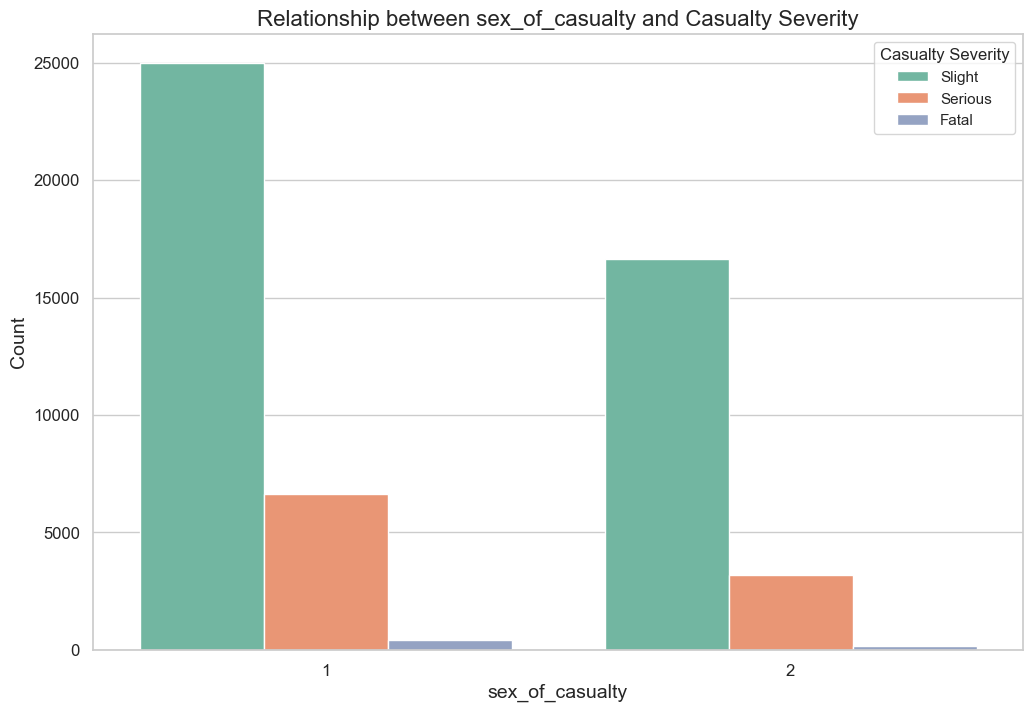 Relationship between sex_of_casualty and Casualty Severity
Casualty Severity
Slight
Serious
Fatal
25000
20000
15000
10000
5000
0
Count
1
2
sex_of_casualty